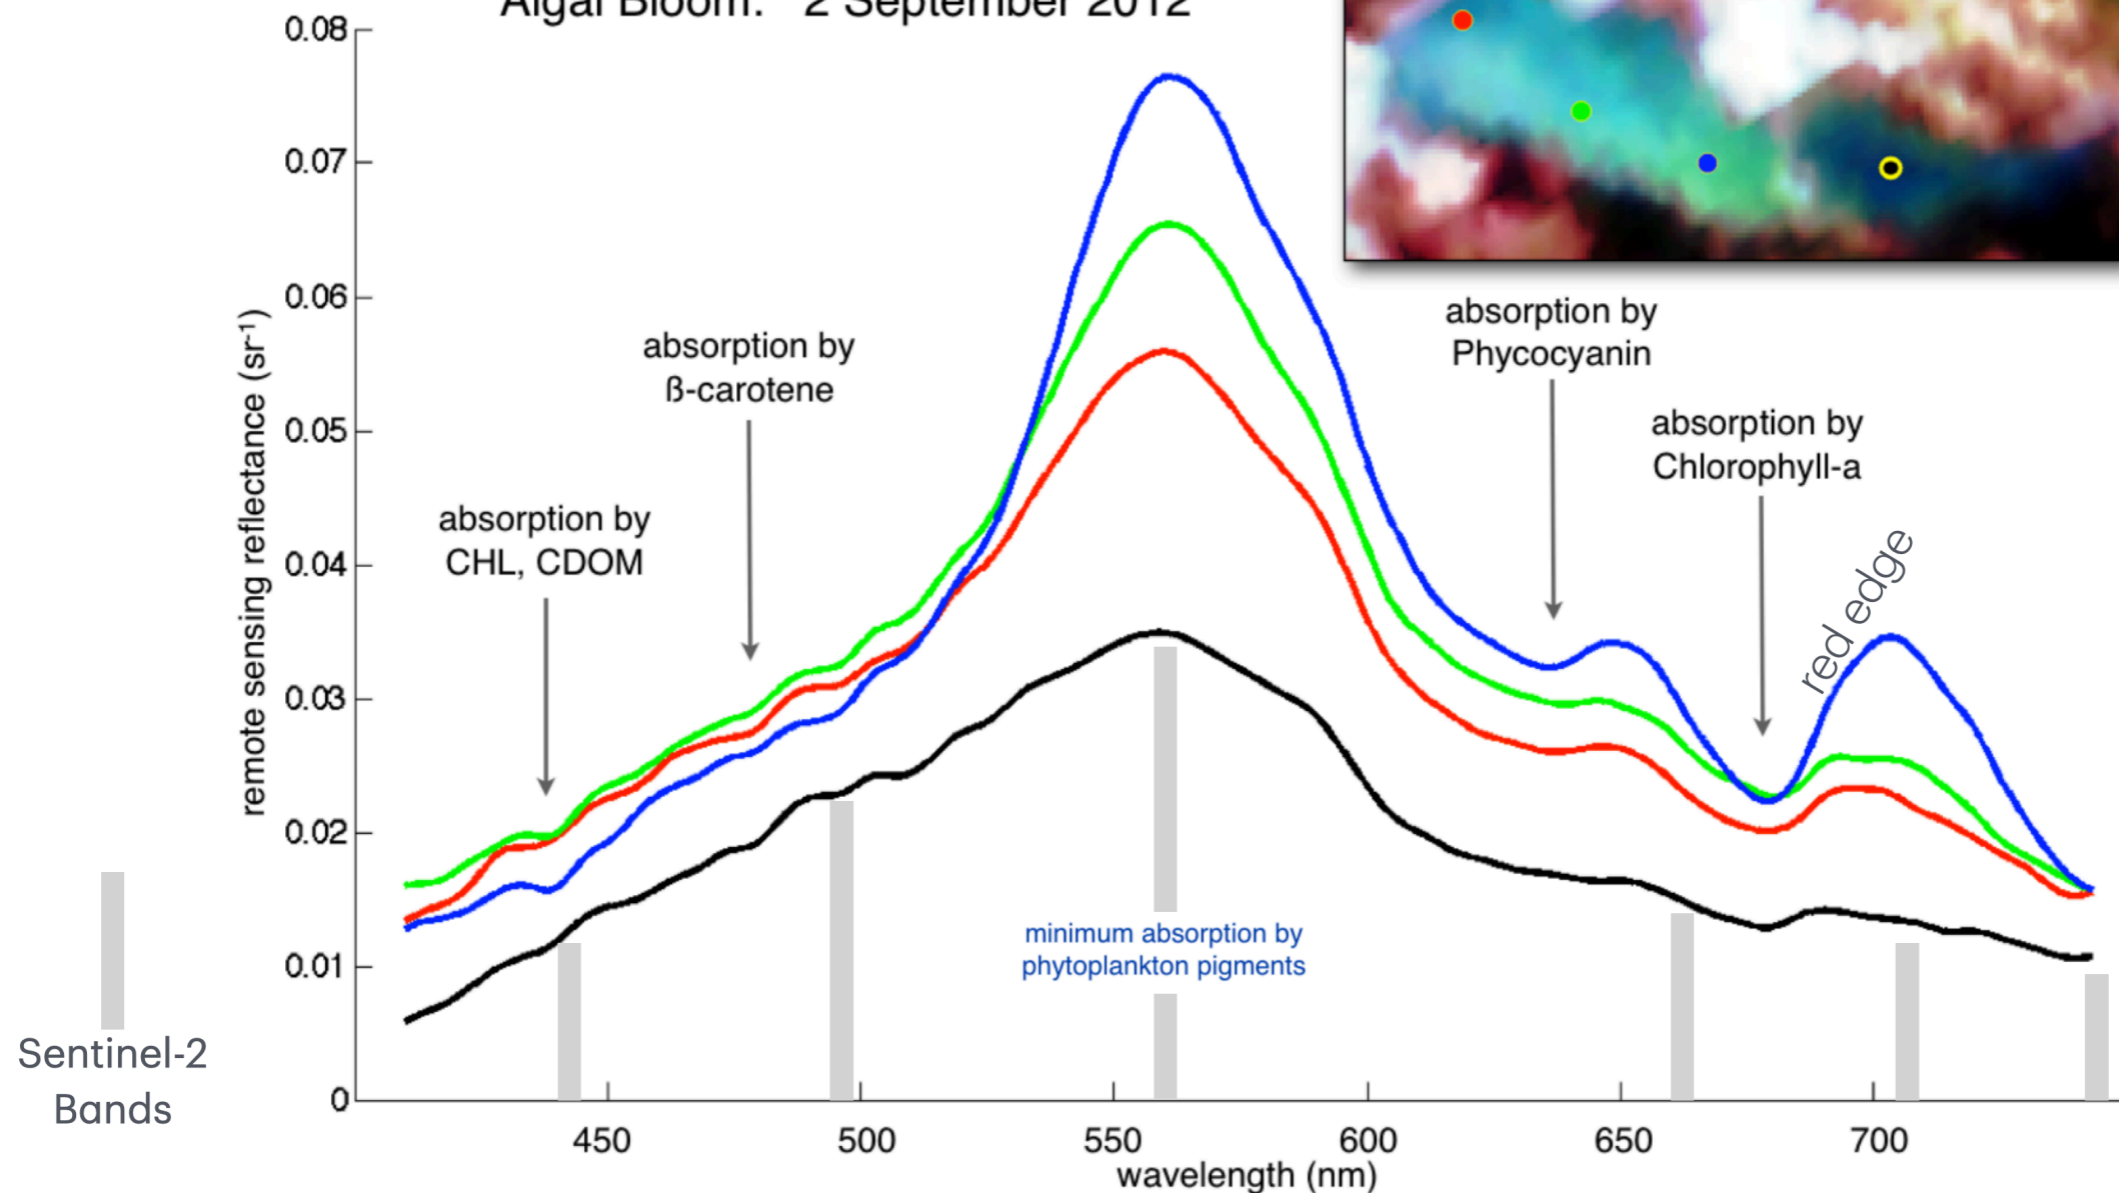 Algal Bloom: 2 September 2012
0.08
0.07
0.06
0.05
0.04
0.03
0.02
0.01
0
remote sensing reflectance (sr⁻¹)
absorption by
CHL, CDOM
absorption by
ß-carotene
absorption by
Phycocyanin
absorption by
Chlorophyll-a
red edge
minimum absorption by
phytoplankton pigments
Sentinel-2
Bands
450 500 550 600 650 700
wavelength (nm)